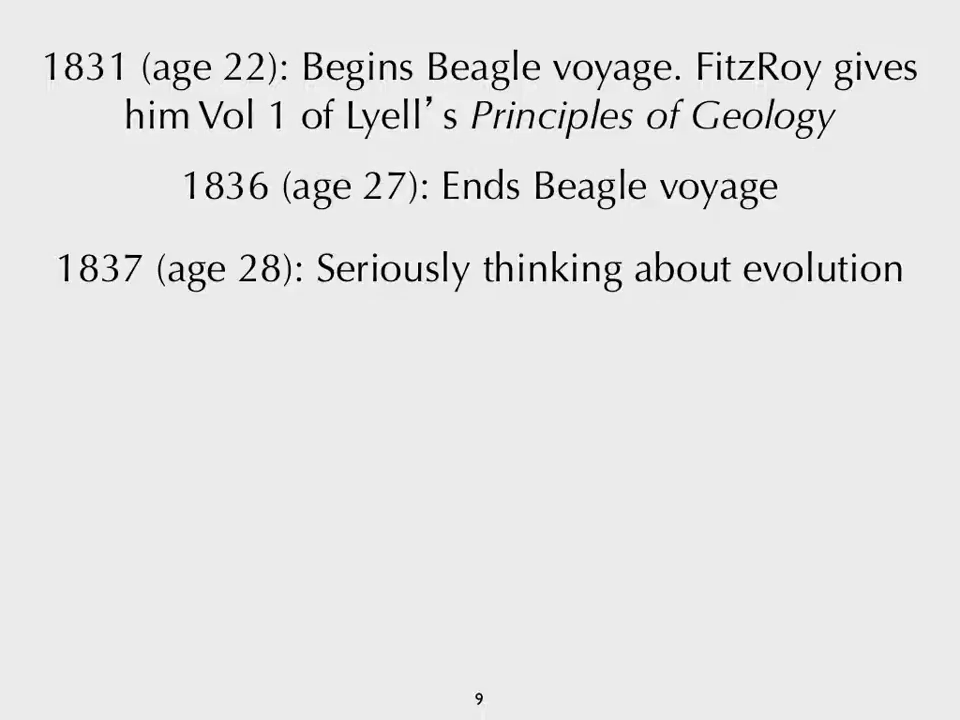 1831 (age 22): Begins Beagle voyage. FitzRoy gives
him Vol 1 of Lyell’s Principles of Geology
1836 (age 27): Ends Beagle voyage
1837 (age 28): Seriously thinking about evolution
9